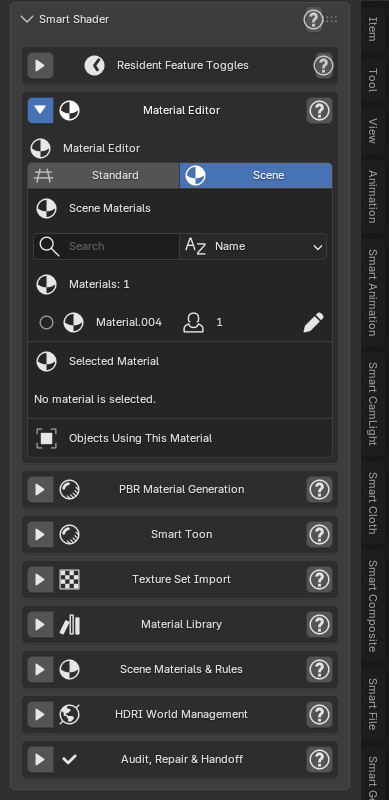 Smart Shader
Resident Feature Toggles
Material Editor
Material Editor
Standard
Scene
Scene Materials
Search
Name
Materials: 1
Material.004
1
Selected Material
No material is selected.
Objects Using This Material
PBR Material Generation
Smart Toon
Texture Set Import
Material Library
Scene Materials & Rules
HDRI World Management
Audit, Repair & Handoff
Item
Tool
View
Animation
Smart Animation
Smart CamLight
Smart Cloth
Smart Composite
Smart File